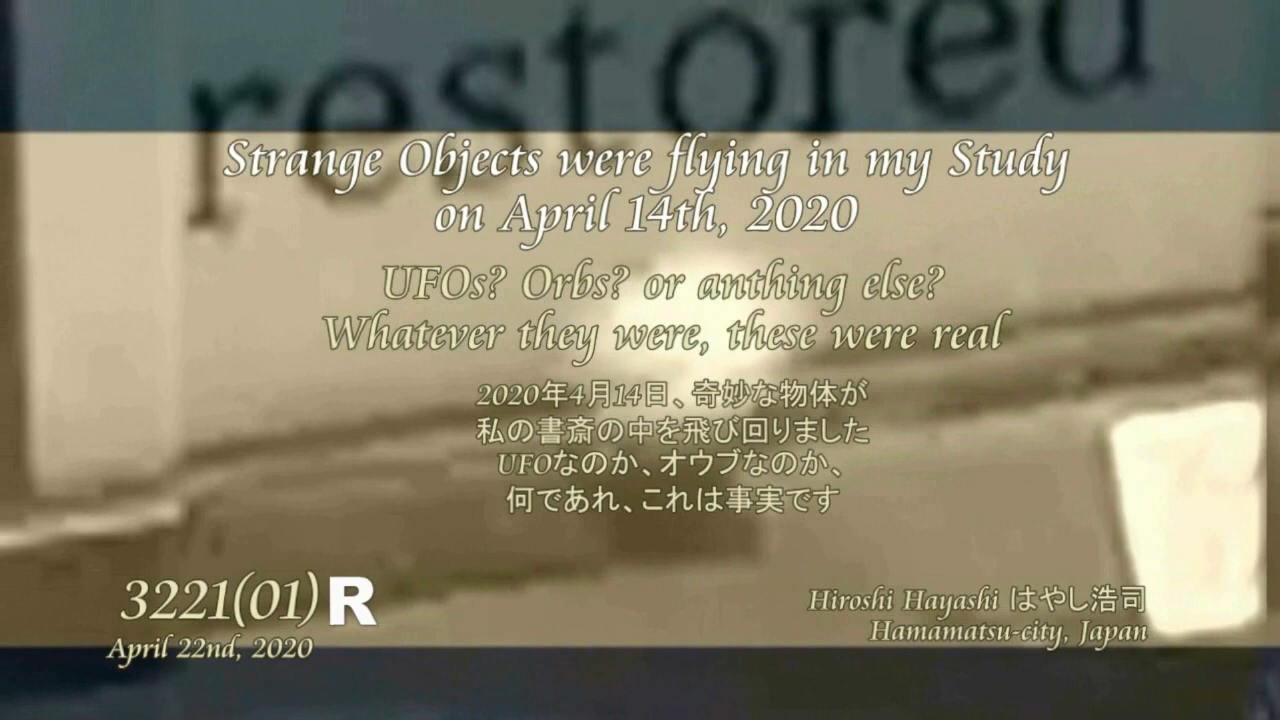 restored
Strange Objects were flying in my Study
on April 14th, 2020
UFOs? Orbs? or anthing else?
Whatever they were, these were real
2020年4月14日、奇妙な物体が
私の書斎の中を飛び回りました
UFOなのか、オウブなのか、
何であれ、これは事実です
3221(01)R
April 22nd, 2020
Hiroshi Hayashi はやし浩司
Hamamatsu-city, Japan